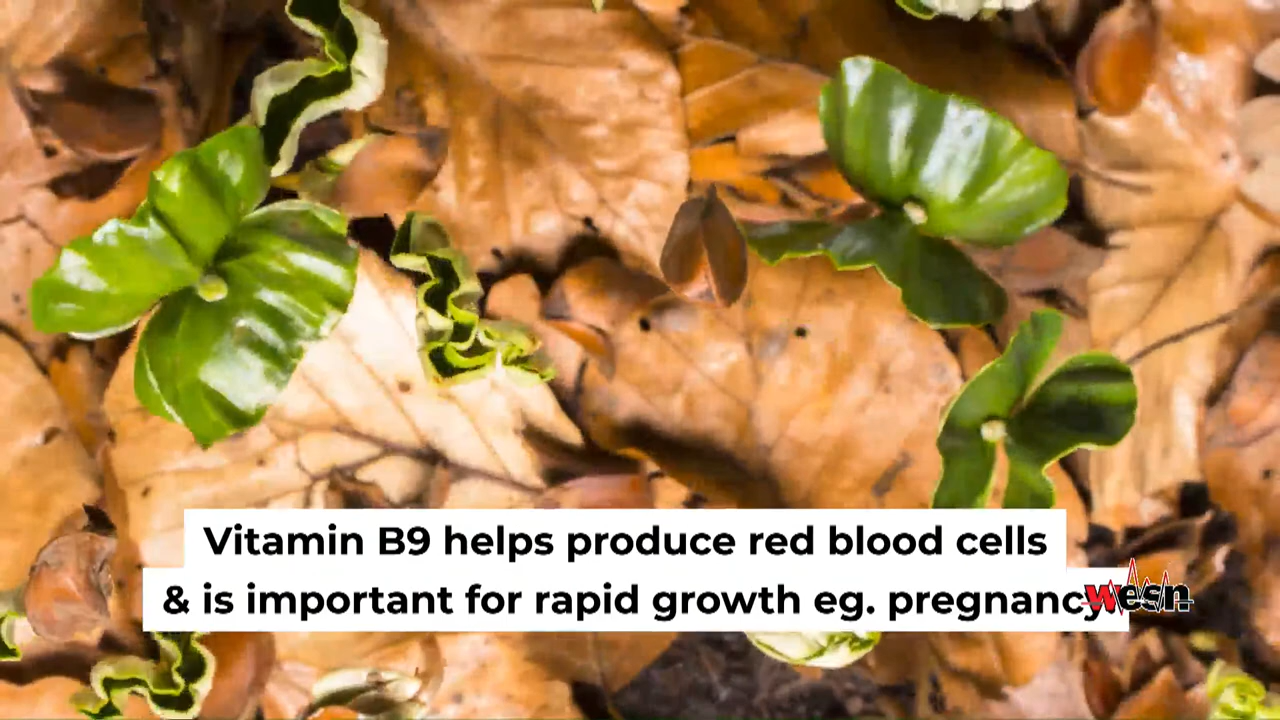 Vitamin B9 helps produce red blood cells
& is important for rapid growth eg. pregnancy
wesn